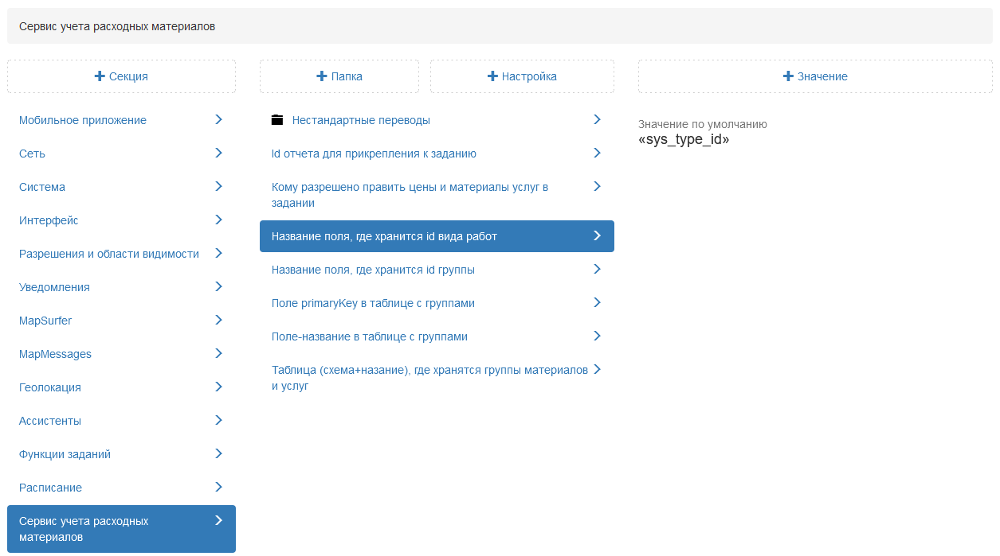 Сервис учета расходных материалов
Секция
Папка
Настройка
Значение
Мобильное приложение
Сеть
Система
Интерфейс
Разрешения и области видимости
Уведомления
MapSurfer
MapMessages
Геолокация
Ассистенты
Функции заданий
Расписание
Сервис учета расходных
материалов
Нестандартные переводы
Id отчета для прикрепления к заданию
Кому разрешено править цены и материалы услуг в
задании
Название поля, где хранится id вида работ
Название поля, где хранится id группы
Поле primaryKey в таблице с группами
Поле-название в таблице с группами
Таблица (схема+назание), где хранятся группы материалов
и услуг
Значение по умолчанию
«sys_type_id»